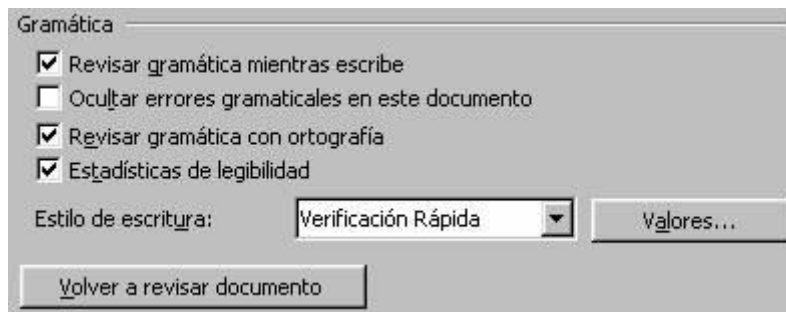 Gramática
Revisar gramática mientras escribe
Ocultar errores gramaticales en este documento
Revisar gramática con ortografía
Estadísticas de legibilidad
Estilo de escritura: Verificación Rápida Valores...
Volver a revisar documento